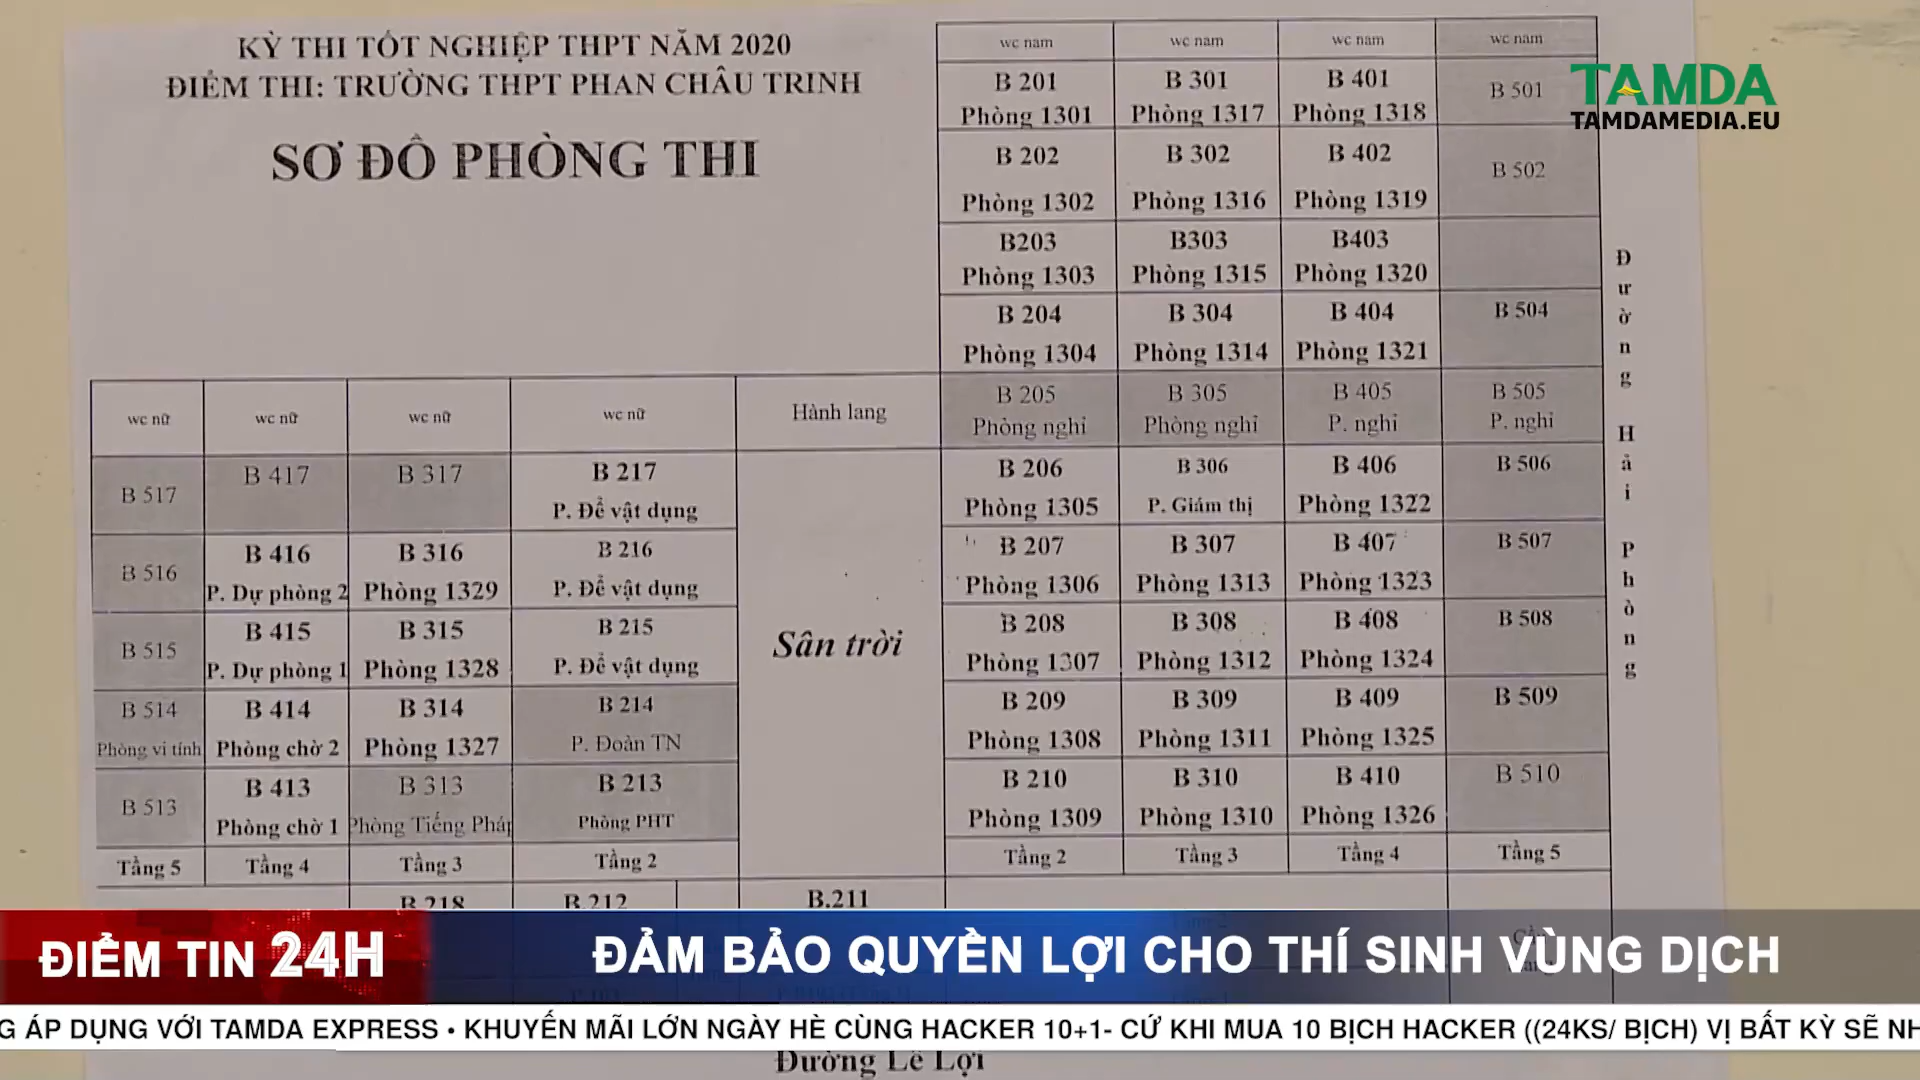 KỲ THI TỐT NGHIỆP THPT NĂM 2020
ĐIỂM THI: TRƯỜNG THPT PHAN CHÂU TRINH
SƠ ĐỒ PHÒNG THI
TAMDA
TAMDAMEDIA.EU
wc nam wc nam wc nam wc nam
B 201 B 301 B 401 B 501
Phòng 1301 Phòng 1317 Phòng 1318
B 202 B 302 B 402 B 502
Phòng 1302 Phòng 1316 Phòng 1319
B203 B303 B403
Phòng 1303 Phòng 1315 Phòng 1320
B 204 B 304 B 404 B 504
Phòng 1304 Phòng 1314 Phòng 1321
B 205 B 305 B 405 B 505
Phòng nghỉ Phòng nghỉ P. nghỉ P. nghỉ
B 206 B 306 B 406 B 506
Phòng 1305 P. Giám thị Phòng 1322
B 207 B 307 B 407 B 507
Phòng 1306 Phòng 1313 Phòng 1323
B 208 B 308 B 408 B 508
Phòng 1307 Phòng 1312 Phòng 1324
B 209 B 309 B 409 B 509
Phòng 1308 Phòng 1311 Phòng 1325
B 210 B 310 B 410 B 510
Phòng 1309 Phòng 1310 Phòng 1326
Tầng 2 Tầng 3 Tầng 4 Tầng 5
Đường Hải Phòng
wc nữ wc nữ wc nữ wc nữ Hành lang
B 517 B 417 B 317 B 217
P. Để vật dụng
B 516 B 416 B 316 B 216
P. Dự phòng 2 Phòng 1329 P. Để vật dụng
B 515 B 415 B 315 B 215
P. Dự phòng 1 Phòng 1328 P. Để vật dụng
Sân trời
B 514 B 414 B 314 B 214
Phòng vi tính Phòng chờ 2 Phòng 1327 P. Đoàn TN
B 513 B 413 B 313 B 213
Phòng chờ 1 Phòng Tiếng Pháp Phòng PHT
Tầng 5 Tầng 4 Tầng 3 Tầng 2
B 218 B.212 B.211
ĐIỂM TIN 24H
ĐẢM BẢO QUYỀN LỢI CHO THÍ SINH VÙNG DỊCH
G ÁP DỤNG VỚI TAMDA EXPRESS • KHUYẾN MÃI LỚN NGÀY HÈ CÙNG HACKER 10+1- CỨ KHI MUA 10 BỊCH HACKER ((24KS/ BỊCH) VỊ BẤT KỲ SẼ NH
Đường Lê Lợi